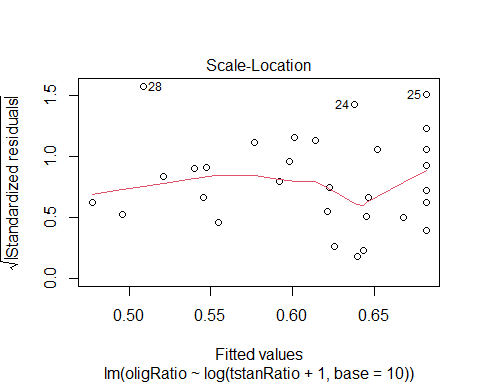 Scale-Location
√|Standardized residuals|
0.0
0.5
1.0
1.5
28
24
25
0.50
0.55
0.60
0.65
Fitted values
lm(oligRatio ~ log(tstanRatio + 1, base = 10))